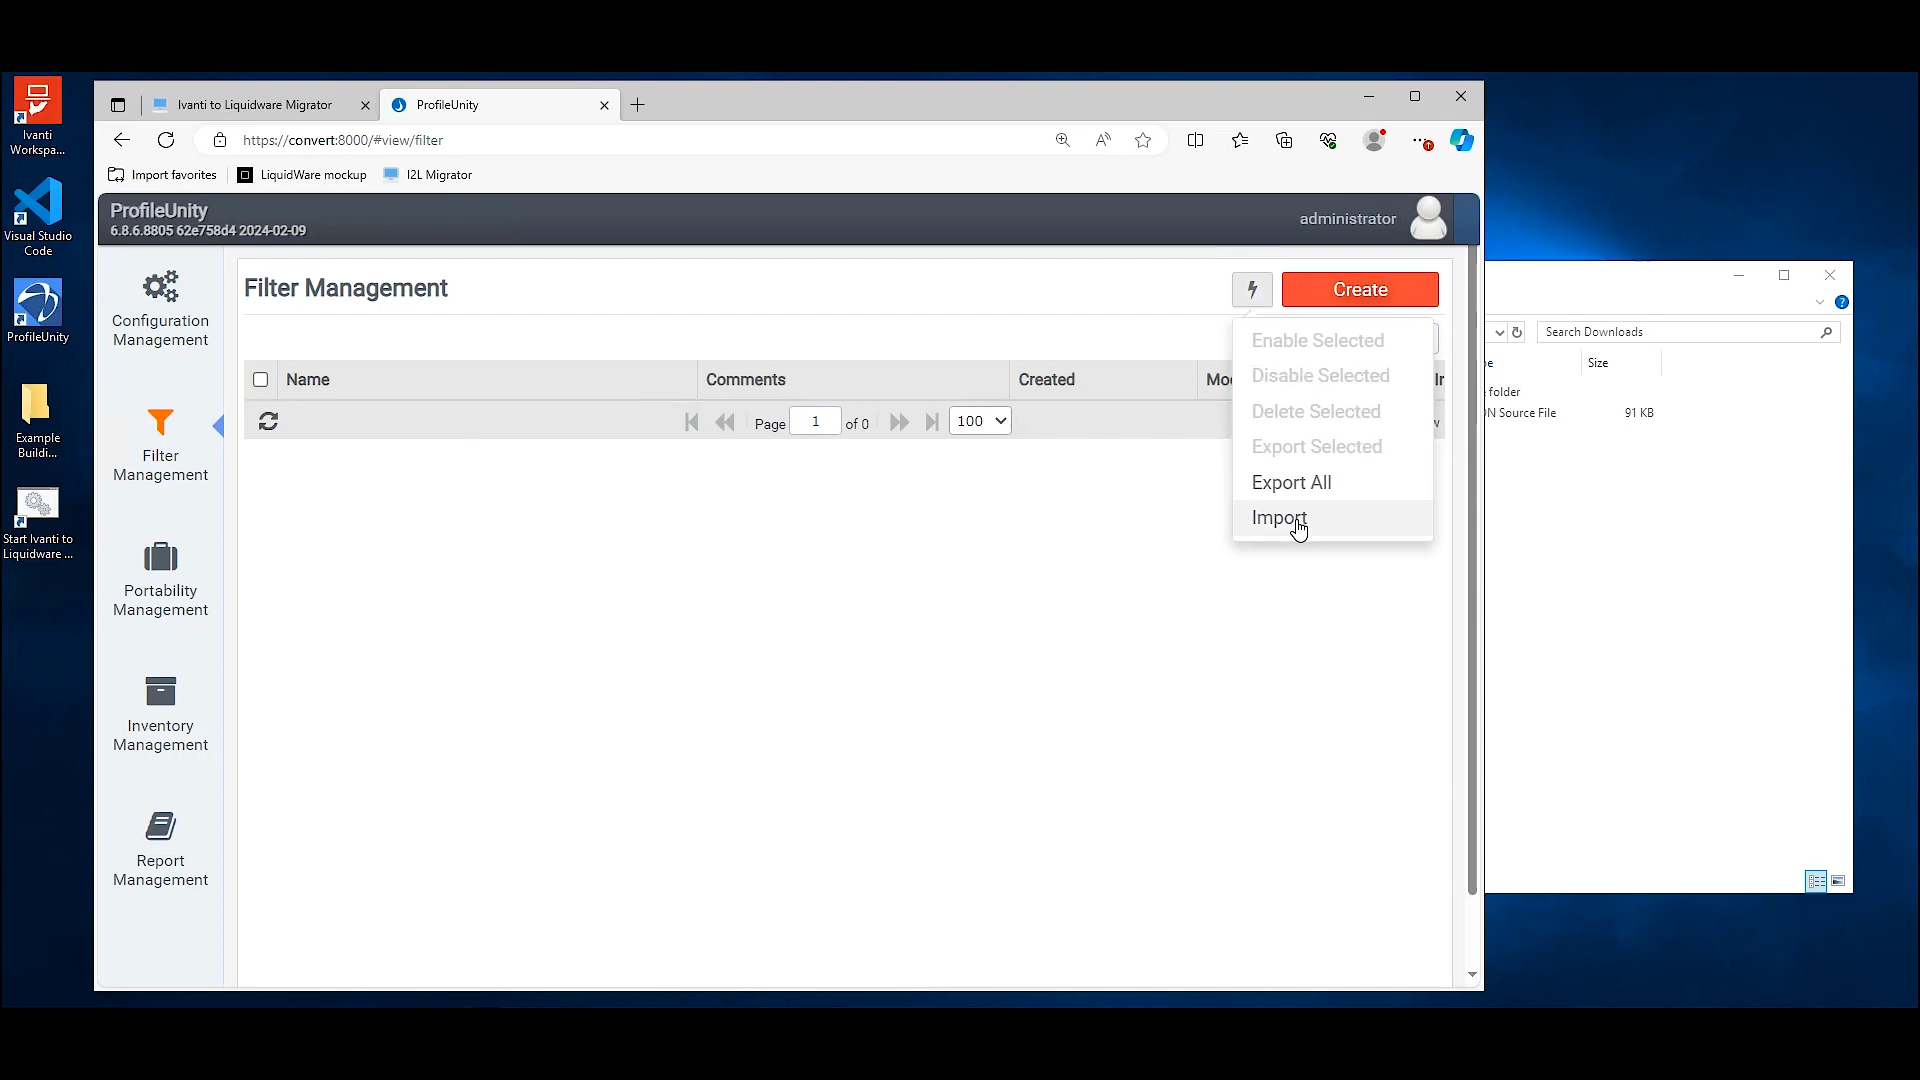 Ivanti
Workspa...
Visual Studio
Code
ProfileUnity
Example
Buildi...
Start Ivanti to
Liquidware ...
Ivanti to Liquidware Migrator
ProfileUnity
https://convert:8000/#view/filter
Import favorites
LiquidWare mockup
I2L Migrator
ProfileUnity
6.8.6.8805 62e758d4 2024-02-09
administrator
Configuration
Management
Filter
Management
Portability
Management
Inventory
Management
Report
Management
Filter Management
Create
Enable Selected
Disable Selected
Delete Selected
Export Selected
Export All
Import
Name
Comments
Created
Page 1 of 0
100
Search Downloads
Size
folder
Source File
91 KB